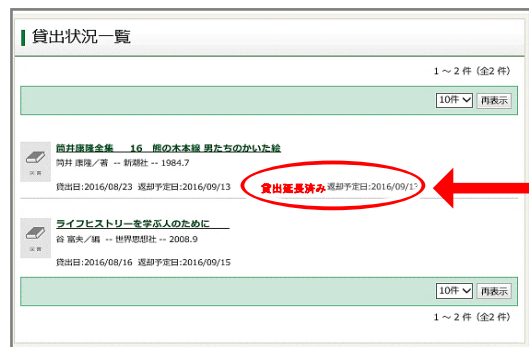 貸出状況一覧
1 ~ 2 件 (全2 件)
10件 再表示
筒井康隆全集　16　熊の木本線 男たちのかいた絵
筒井 康隆/著 -- 新潮社 -- 1984.7
貸出日:2016/08/23 返却予定日:2016/09/13 貸出延長済み 返却予定日:2016/09/13
ライフヒストリーを学ぶ人のために
谷 富夫/編 -- 世界思想社 -- 2008.9
貸出日:2016/08/16 返却予定日:2016/09/15
10件 再表示
1 ~ 2 件 (全2 件)